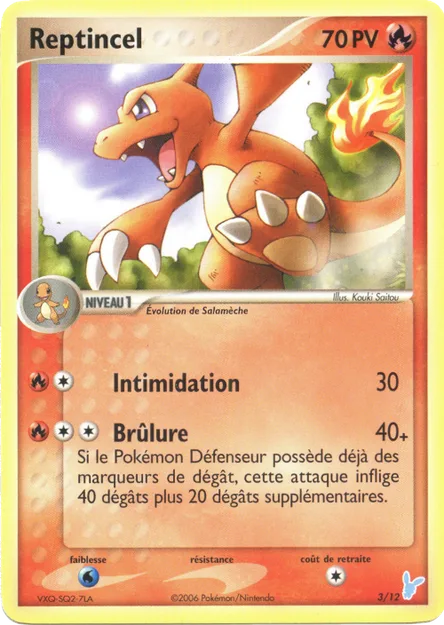 Reptincel 70 PV
Illus. Kouki Saitou
NIVEAU 1
Évolution de Salamèche
Intimidation 30
Brûlure 40+
Si le Pokémon Défenseur possède déjà des
marqueurs de dégât, cette attaque inflige
40 dégâts plus 20 dégâts supplémentaires.
faiblesse résistance coût de retraite
VXQ-SQ2-7LA ©2006 Pokémon/Nintendo 3/12